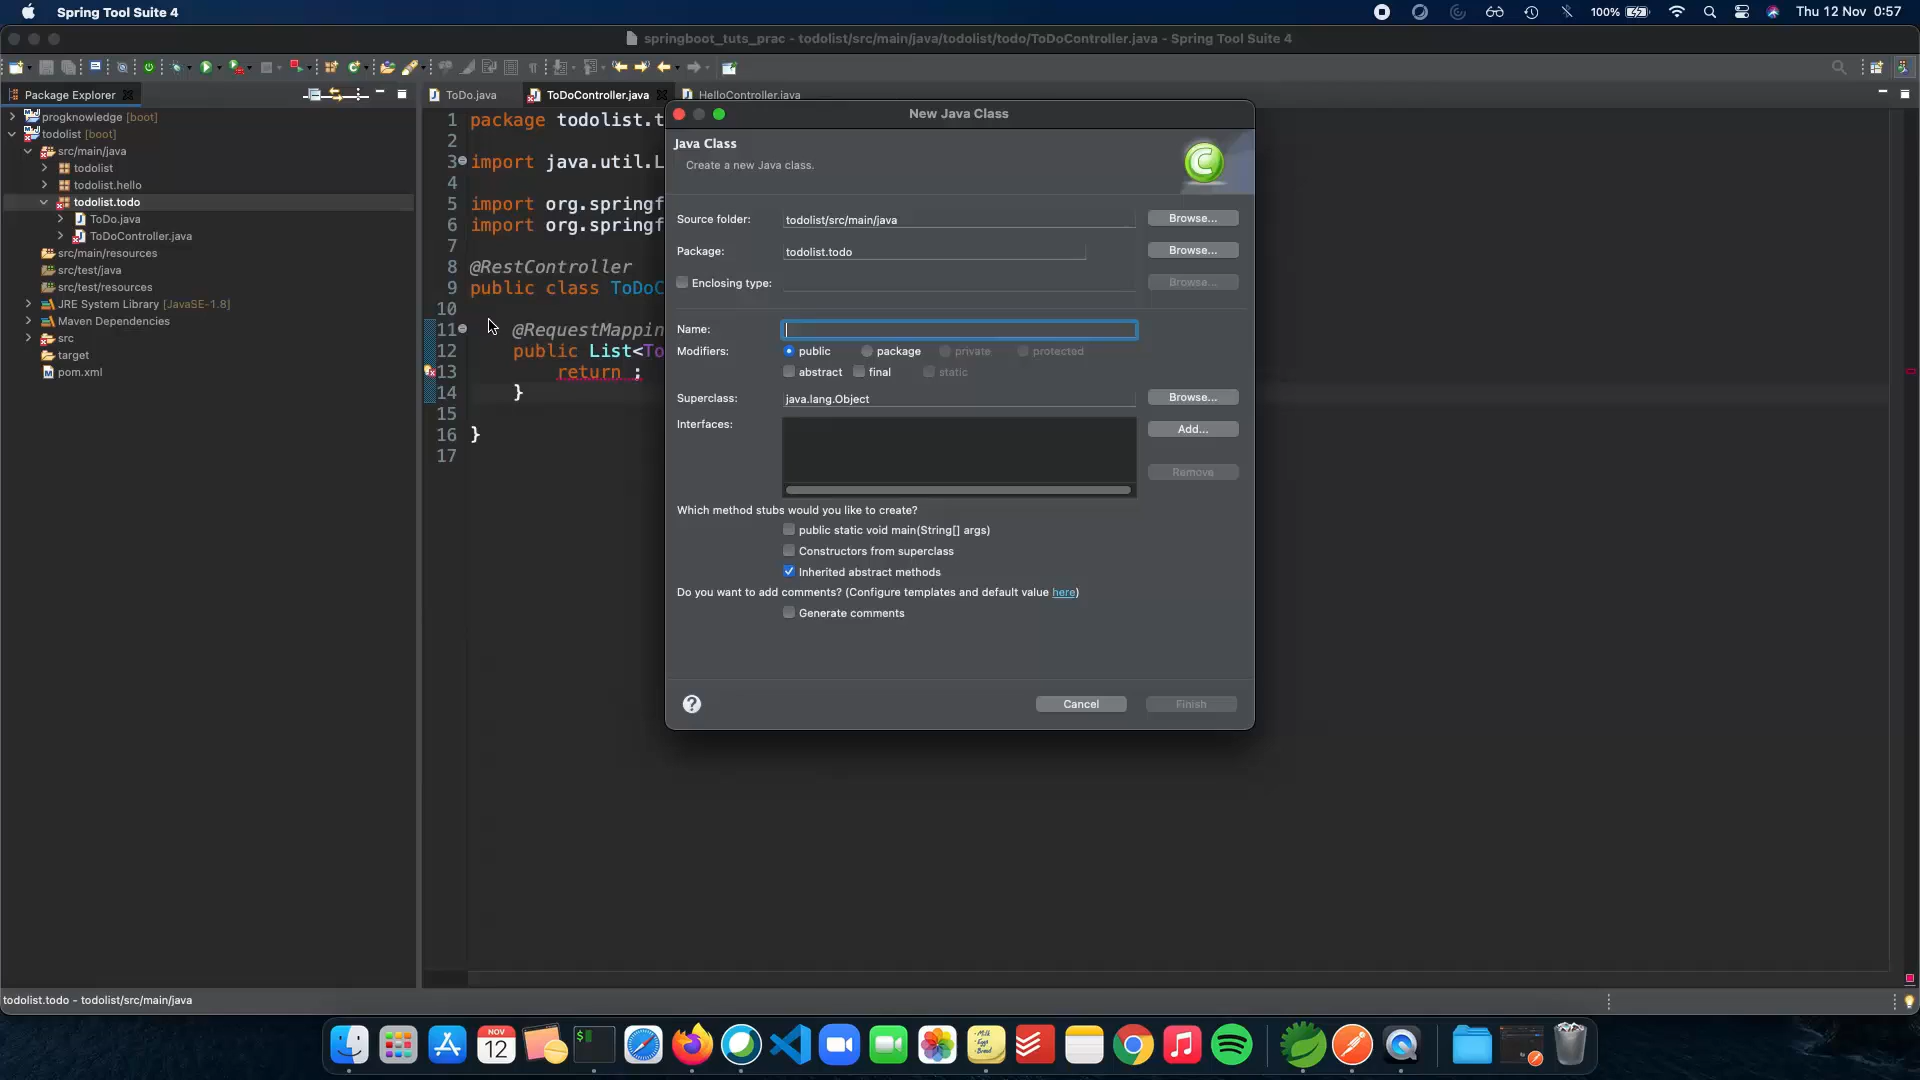 Spring Tool Suite 4
100%
Thu 12 Nov 0:57
springboot_tuts_prac - todolist/src/main/java/todolist/todo/ToDoController.java - Spring Tool Suite 4
Package Explorer
ToDo.java
ToDoController.java
HelloController.java
progknowledge [boot]
todolist [boot]
src/main/java
todolist
todolist.hello
todolist.todo
ToDo.java
ToDoController.java
src/main/resources
src/test/java
src/test/resources
JRE System Library [JavaSE-1.8]
Maven Dependencies
src
target
pom.xml
1 package todolist.t
2
3 import java.util.L
4
5 import org.springf
6 import org.springf
7
8 @RestController
9 public class ToDoC
10
11 @RequestMappin
12 public List<To
13 return ;
14 }
15
16 }
17
New Java Class
Java Class
Create a new Java class.
C
Source folder: todolist/src/main/java Browse...
Package: todolist.todo Browse...
Enclosing type: Browse...
Name:
Modifiers: public package private protected
abstract final static
Superclass: java.lang.Object Browse...
Interfaces: Add...
Remove
Which method stubs would you like to create?
public static void main(String[] args)
Constructors from superclass
Inherited abstract methods
Do you want to add comments? (Configure templates and default value here)
Generate comments
? Cancel Finish
todolist.todo - todolist/src/main/java
NOV
12
Milk
Eggs
Bread